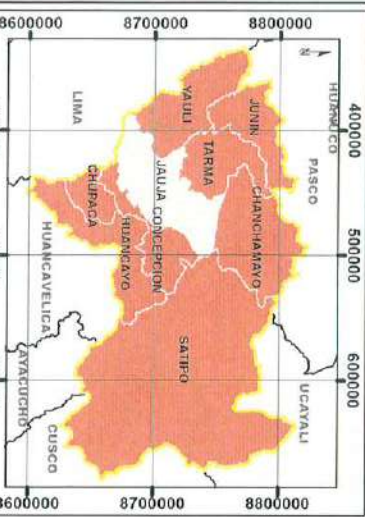 400000 5000000 600000
HUANUCO
PASCO
UCAYALI
8800000 8800000
JUNIN
CHANCHAMAYO
TARMA
YAULI
SATIPO
JAUJA CONCEPCION
8700000 8700000
HUANCAYO
CHUPACA
LIMA
HUANCAVELICA
CUSCO
AYACUCHO
8600000 8600000